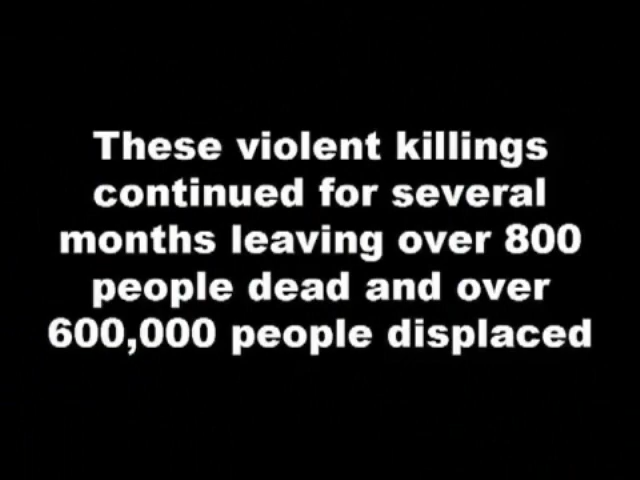 These violent killings
continued for several
months leaving over 800
people dead and over
600,000 people displaced